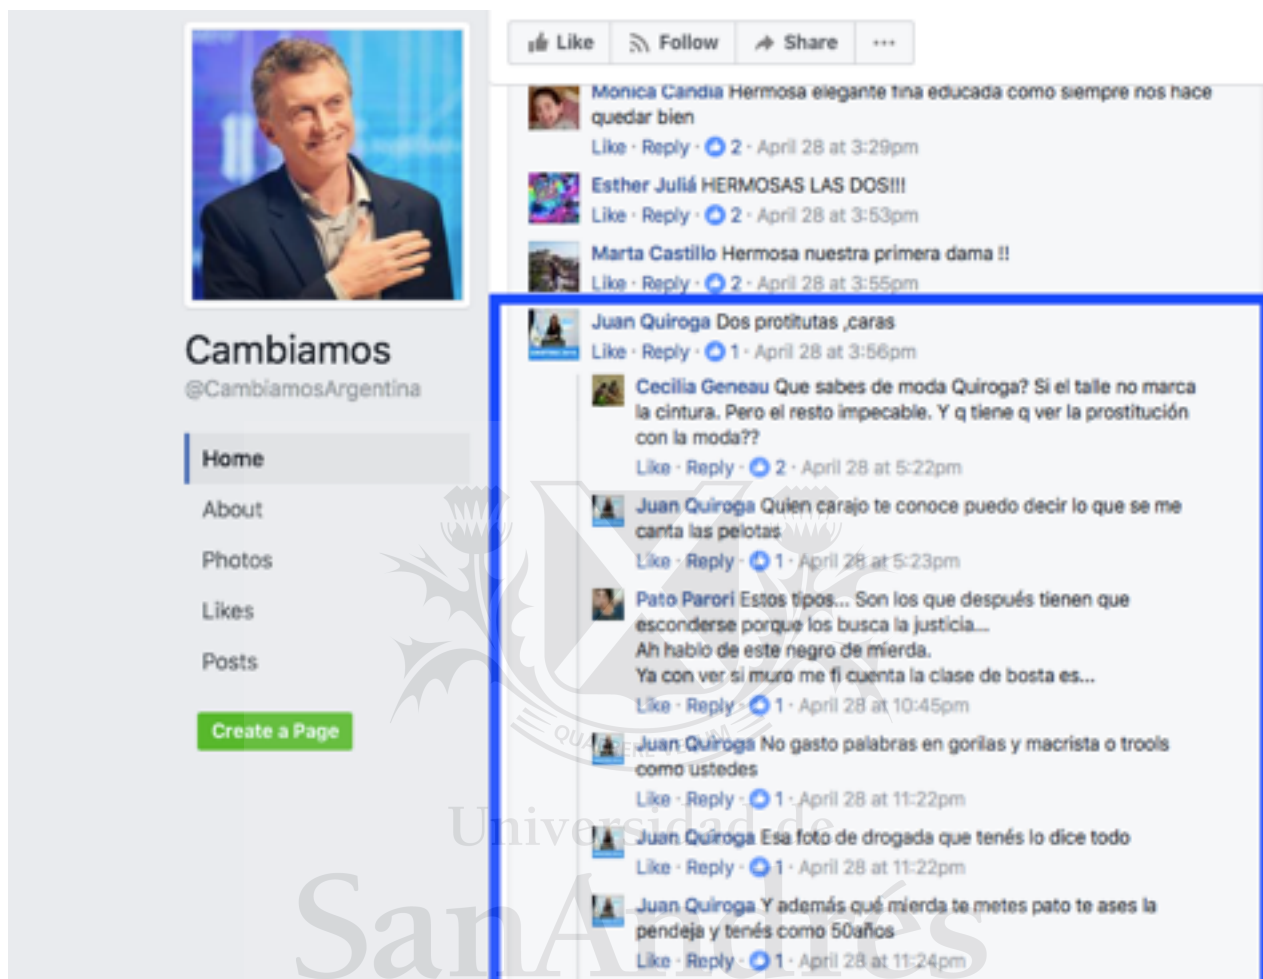 Like Follow Share ...
Monica Candia Hermosa elegante fina educada como siempre nos hace
quedar bien
Like · Reply · 2 · April 28 at 3:29pm
Esther Juliá HERMOSAS LAS DOS!!!
Like · Reply · 2 · April 28 at 3:53pm
Marta Castillo Hermosa nuestra primera dama !!
Like · Reply · 2 · April 28 at 3:55pm
Cambiamos
@CambiamosArgentina
Home
About
Photos
Likes
Posts
Create a Page
Juan Quiroga Dos protitutas ,caras
Like · Reply · 1 · April 28 at 3:56pm
Cecilia Geneau Que sabes de moda Quiroga? Si el talle no marca
la cintura. Pero el resto impecable. Y q tiene q ver la prostitución
con la moda??
Like · Reply · 2 · April 28 at 5:22pm
Juan Quiroga Quien carajo te conoce puedo decir lo que se me
canta las pelotas
Like · Reply · 1 · April 28 at 5:23pm
Pato Parori Estos tipos... Son los que después tienen que
esconderse porque los busca la justicia...
Ah hablo de este negro de mierda.
Ya con ver si muro me fi cuenta la clase de bosta es...
Like · Reply · 1 · April 28 at 10:45pm
Juan Quiroga No gasto palabras en gorilas y macrista o trools
como ustedes
Like · Reply · 1 · April 28 at 11:22pm
Juan Quiroga Esa foto de drogada que tenés lo dice todo
Like · Reply · 1 · April 28 at 11:22pm
Juan Quiroga Y además qué mierda te metes pato te ases la
pendeja y tenés como 50años
Like · Reply · 1 · April 28 at 11:24pm
Universidad de
SanAndrés